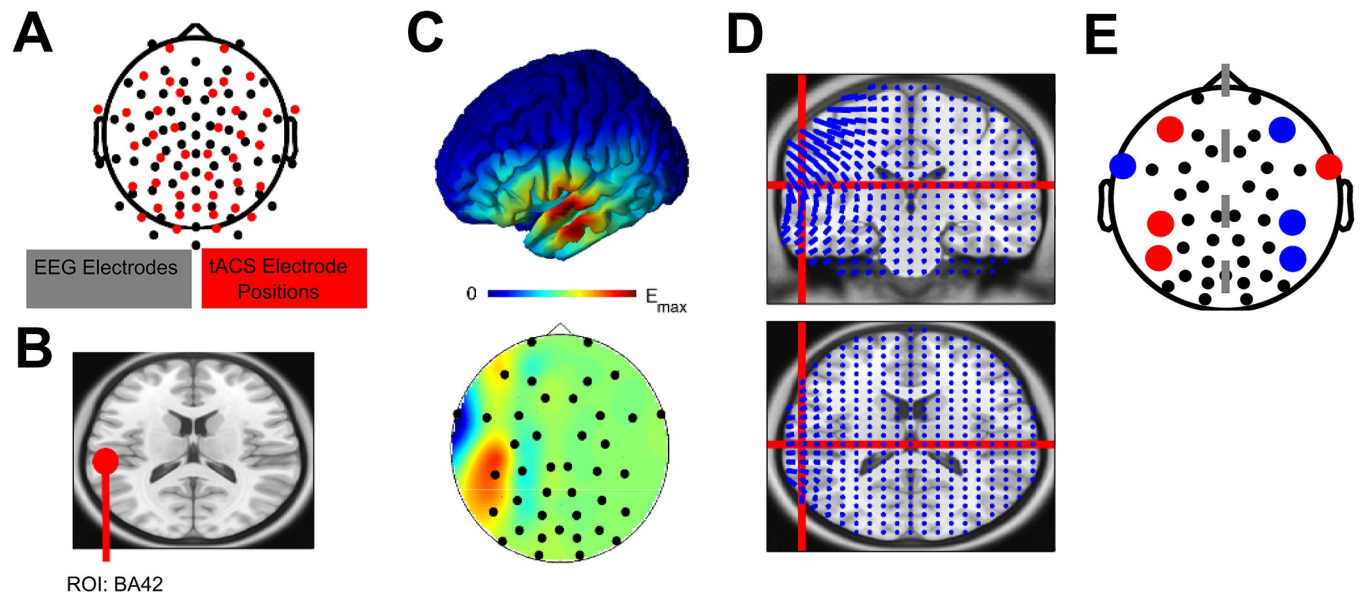 A
EEG Electrodes
tACS Electrode
Positions
B
ROI: BA42
C
0
E max
D
E